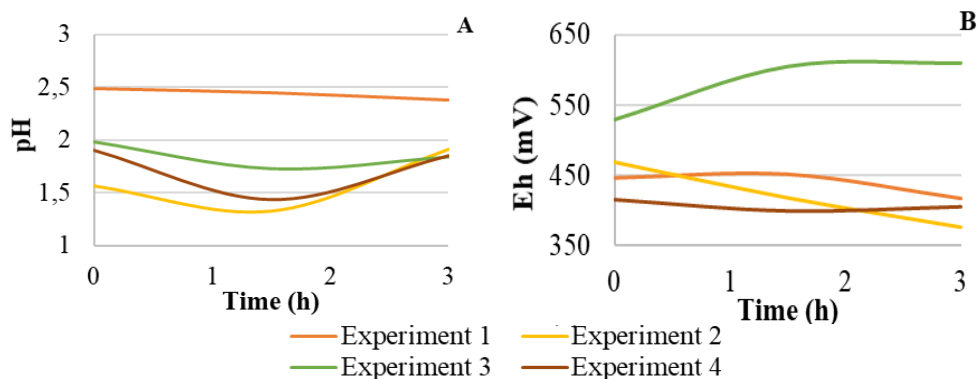 A
3
2,5
2
1,5
1
pH
0 1 2 3
Time (h)
B
650
550
450
350
Eh (mV)
0 1 2 3
Time (h)
Experiment 1 Experiment 2
Experiment 3 Experiment 4